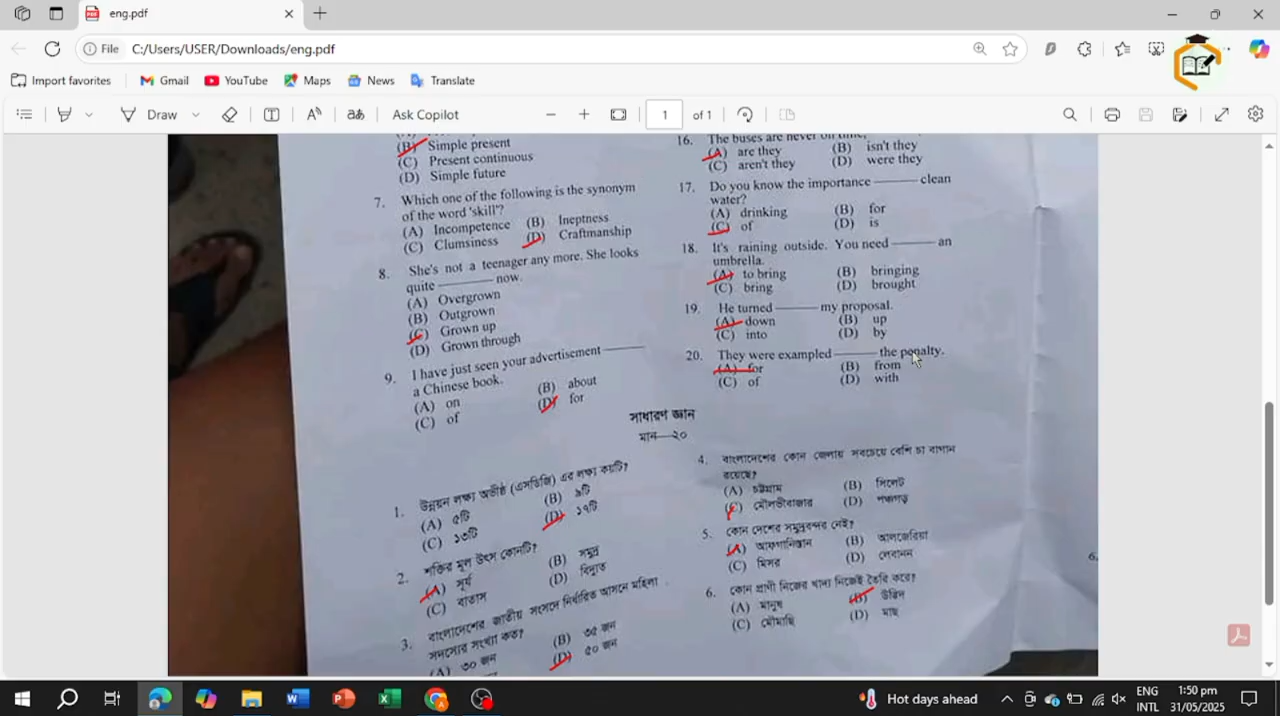 eng.pdf
File C:/Users/USER/Downloads/eng.pdf
Import favorites Gmail YouTube Maps News Translate
Draw aあ Ask Copilot 1 of 1
(B) Simple present
(C) Present continuous
(D) Simple future
7. Which one of the following is the synonym
of the word 'skill'?
(A) Incompetence (B) Ineptness
(C) Clumsiness (D) Craftmanship
8. She's not a teenager any more. She looks
quite ——— now.
(A) Overgrown
(B) Outgrown
(C) Grown up
(D) Grown through
9. I have just seen your advertisement ———
a Chinese book.
(A) on (B) about
(C) of (D) for
16. The buses are never on time,
(A) are they (B) isn't they
(C) aren't they (D) were they
17. Do you know the importance ——— clean
water?
(A) drinking (B) for
(C) of (D) is
18. It's raining outside. You need ——— an
umbrella.
(A) to bring (B) bringing
(C) bring (D) brought
19. He turned ——— my proposal.
(A) down (B) up
(C) into (D) by
20. They were exampled ——— the penalty.
(A) for (B) from
(C) of (D) with
সাধারণ জ্ঞান
মান—২০
1. উন্নয়ন লক্ষ্য অভীষ্ঠ (এসডিজি) এর লক্ষ্য কয়টি?
(A) ৫টি (B) ৯টি
(C) ১৩টি (D) ১৭টি
2. শক্তির মূল উৎস কোনটি?
(A) সূর্য (B) সমুদ্র
(C) বাতাস (D) বিদ্যুত
3. বাংলাদেশের জাতীয় সংসদে নির্ধারিত আসনে মহিলা
সদস্যের সংখ্যা কত?
(A) ৩০ জন (B) ৩৫ জন
(D) ৫০ জন
4. বাংলাদেশের কোন জেলায় সবচেয়ে বেশি চা বাগান
রয়েছে?
(A) চট্টগ্রাম (B) সিলেট
(C) মৌলভীবাজার (D) পঞ্চগড়
5. কোন দেশের সমুদ্রবন্দর নেই?
(A) আফগানিস্তান (B) আলজেরিয়া
(C) মিসর (D) লেবানন
6. কোন প্রাণী নিজের খাদ্য নিজেই তৈরি করে?
(A) মানুষ (B) উদ্ভিদ
(C) মৌমাছি (D) মাছ
6.
Hot days ahead
ENG
INTL
1:50 pm
31/05/2025